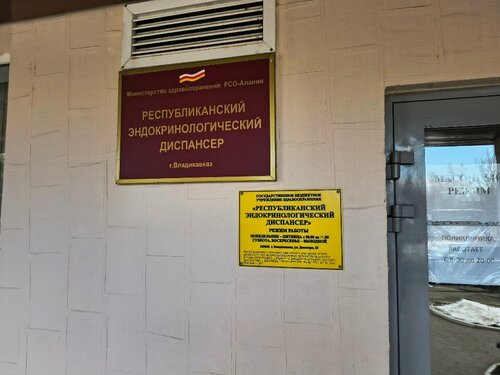 Министерство здравоохранения РСО-Алания
РЕСПУБЛИКАНСКИЙ
ЭНДОКРИНОЛОГИЧЕСКИЙ
ДИСПАНСЕР
г.Владикавказ
ГОСУДАРСТВЕННОЕ БЮДЖЕТНОЕ
УЧРЕЖДЕНИЕ ЗДРАВООХРАНЕНИЯ
«РЕСПУБЛИКАНСКИЙ
ЭНДОКРИНОЛОГИЧЕСКИЙ
ДИСПАНСЕР»
РЕЖИМ РАБОТЫ
ПОНЕДЕЛЬНИК - ПЯТНИЦА с
СУББОТА, ВОСКРЕСЕНЬЕ - ВЫХОДНОЙ
РЕЖИМ
ПОЛИКЛИНИКА
РАБОТАЕТ